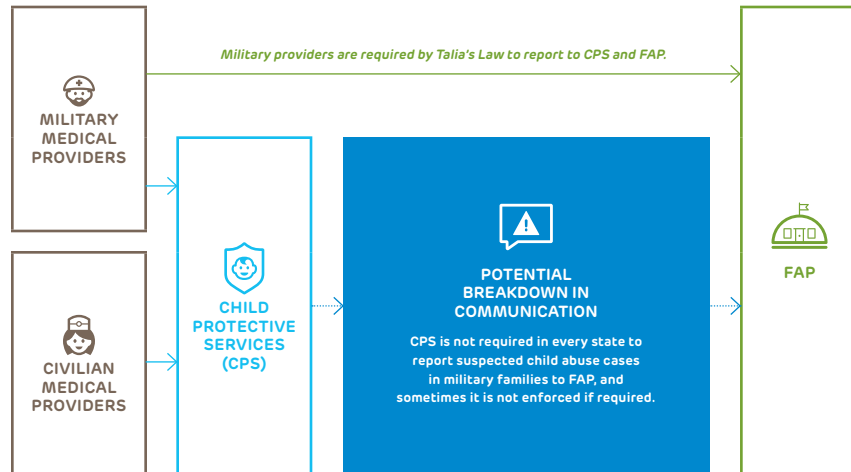 Military providers are required by Talia's Law to report to CPS and FAP.
MILITARY
MEDICAL
PROVIDERS
CIVILIAN
MEDICAL
PROVIDERS
CHILD
PROTECTIVE
SERVICES
(CPS)
POTENTIAL
BREAKDOWN IN
COMMUNICATION
CPS is not required in every state to
report suspected child abuse cases
in military families to FAP, and
sometimes it is not enforced if required.
FAP